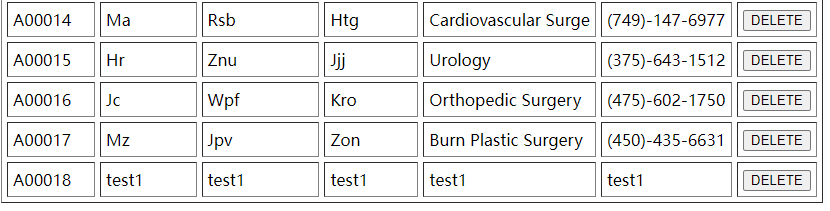 A00014 Ma Rsb Htg Cardiovascular Surge (749)-147-6977 DELETE
A00015 Hr Znu Jjj Urology (375)-643-1512 DELETE
A00016 Jc Wpf Kro Orthopedic Surgery (475)-602-1750 DELETE
A00017 Mz Jpv Zon Burn Plastic Surgery (450)-435-6631 DELETE
A00018 test1 test1 test1 test1 test1 DELETE